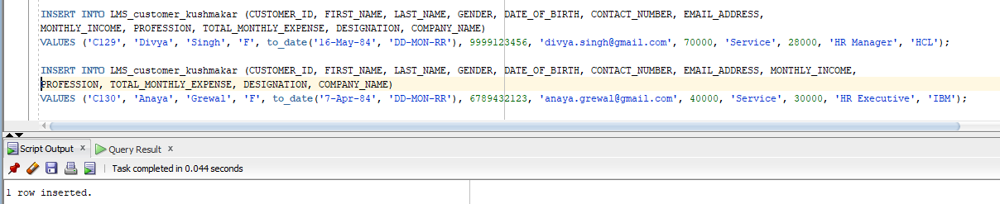 INSERT INTO LMS_customer_kushmakar (CUSTOMER_ID, FIRST_NAME, LAST_NAME, GENDER, DATE_OF_BIRTH, CONTACT_NUMBER, EMAIL_ADDRESS,
MONTHLY_INCOME, PROFESSION, TOTAL_MONTHLY_EXPENSE, DESIGNATION, COMPANY_NAME)
VALUES ('C129', 'Divya', 'Singh', 'F', to_date('16-May-84', 'DD-MON-RR'), 9999123456, 'divya.singh@gmail.com', 70000, 'Service', 28000, 'HR Manager', 'HCL');
INSERT INTO LMS_customer_kushmakar (CUSTOMER_ID, FIRST_NAME, LAST_NAME, GENDER, DATE_OF_BIRTH, CONTACT_NUMBER, EMAIL_ADDRESS, MONTHLY_INCOME,
PROFESSION, TOTAL_MONTHLY_EXPENSE, DESIGNATION, COMPANY_NAME)
VALUES ('C130', 'Anaya', 'Grewal', 'F', to_date('7-Apr-84', 'DD-MON-RR'), 6789432123, 'anaya.grewal@gmail.com', 40000, 'Service', 30000, 'HR Executive', 'IBM');
Script Output x Query Result x
Task completed in 0.044 seconds
1 row inserted.